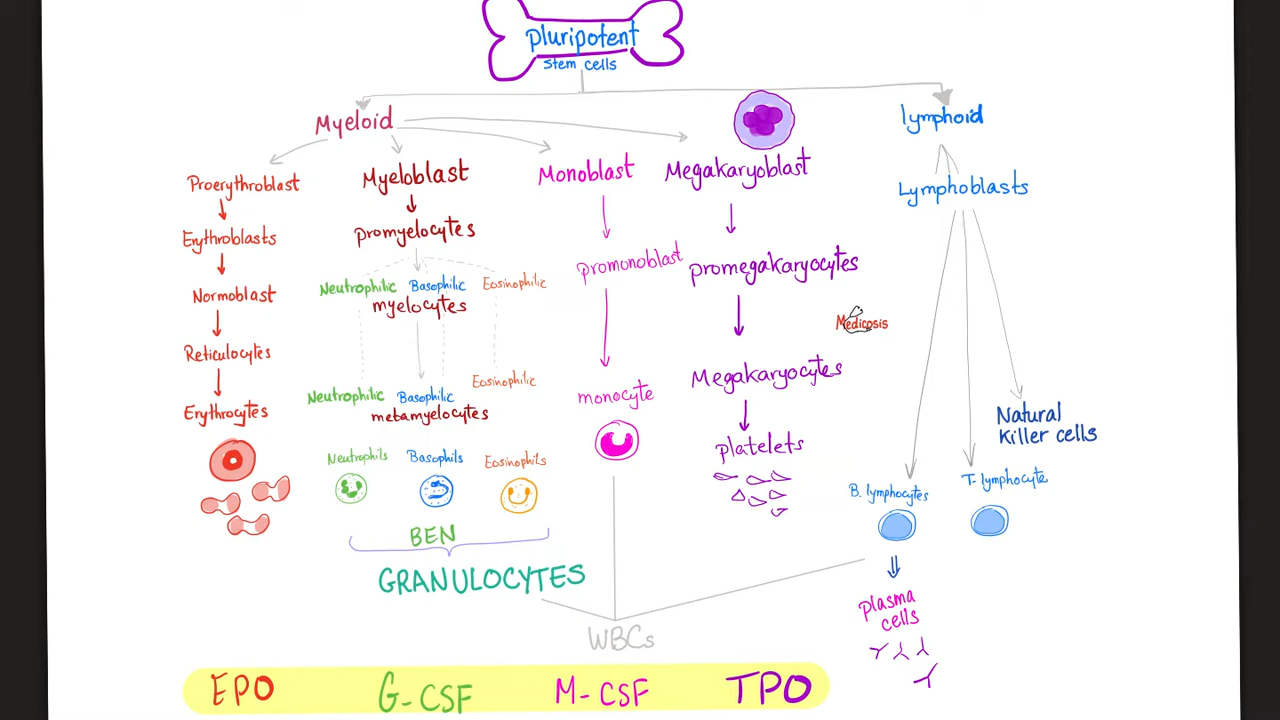 pluripotent
Stem cells
Myeloid
lymphoid
Proerythroblast
Myeloblast
Monoblast
Megakaryoblast
Lymphoblasts
Erythroblasts
promyelocytes
promonoblast
promegakaryocytes
Normoblast
Neutrophilic Basophilic Eosinophilic
myelocytes
Medicosis
Reticulocytes
Megakaryocytes
Erythrocytes
Neutrophilic Basophilic Eosinophilic
metamyelocytes
monocyte
platelets
Natural
Killer cells
Neutrophils Basophils Eosinophils
B. lymphocytes
T. lymphocyte
BEN
GRANULOCYTES
plasma
cells
WBCs
EPO G-CSF M-CSF TPO